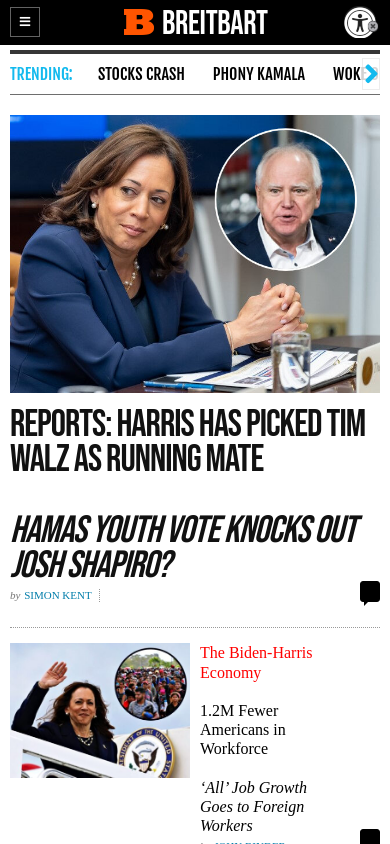 BREITBART
TRENDING: STOCKS CRASH PHONY KAMALA
REPORTS: HARRIS HAS PICKED TIM
WALZ AS RUNNING MATE
HAMAS YOUTH VOTE KNOCKS OUT
JOSH SHAPIRO?
by SIMON KENT
The Biden-Harris
Economy
1.2M Fewer
Americans in
Workforce
‘All’ Job Growth
Goes to Foreign
Workers